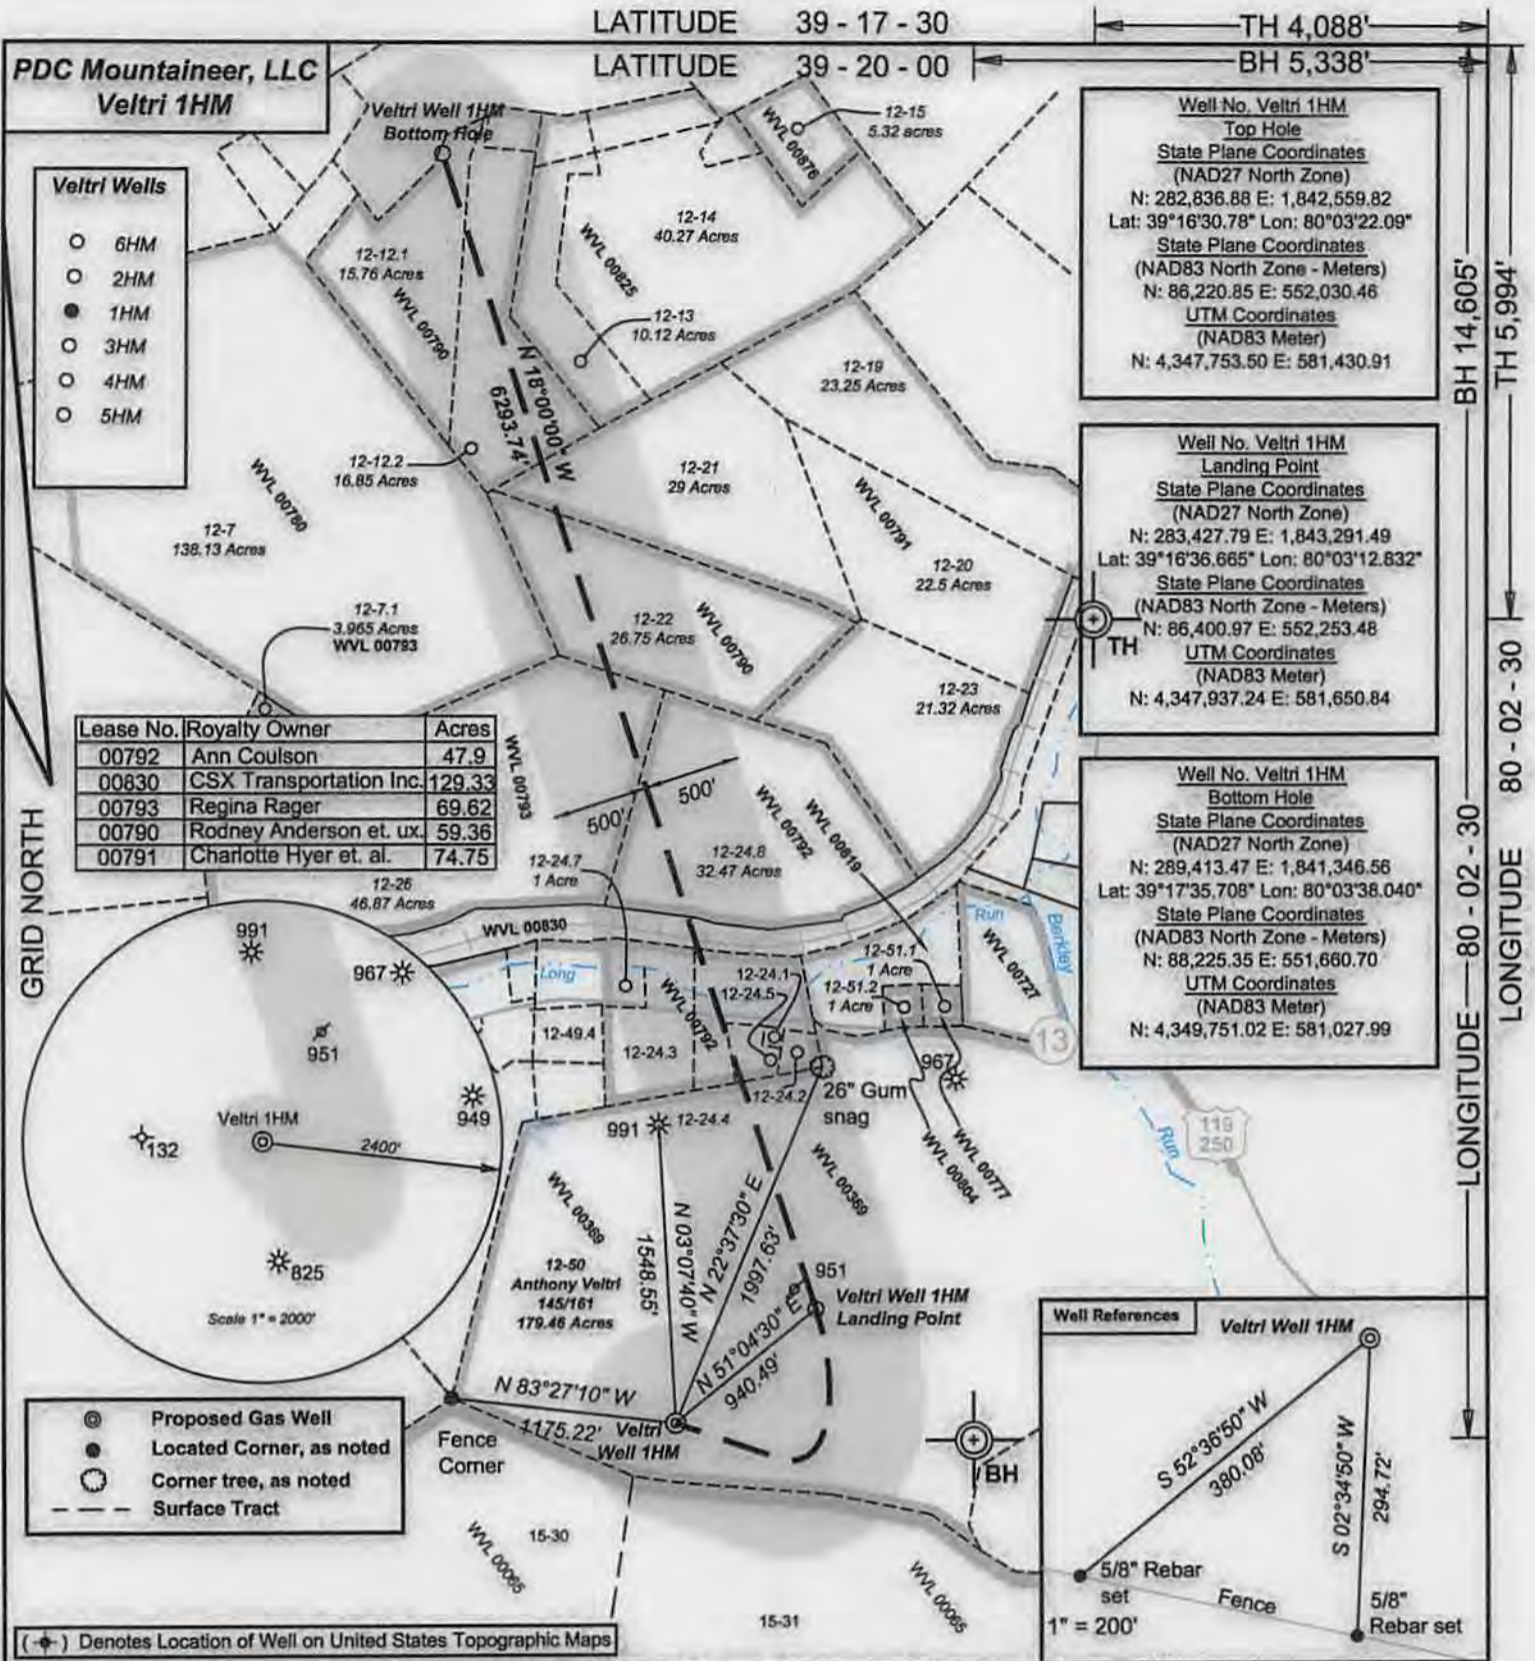 LATITUDE 39 - 17 - 30
TH 4,088'
LATITUDE 39 - 20 - 00
BH 5,338'
PDC Mountaineer, LLC
Veltri 1HM
Veltri Wells
6HM
2HM
1HM
3HM
4HM
5HM
Veltri Well 1HM
Bottom Hole
WVL 00876
12-15
5.32 acres
12-14
40.27 Acres
WVL 00825
12-12.1
15.76 Acres
WVL 00790
12-13
10.12 Acres
N 18°00'00" W
6293.74'
12-19
23.25 Acres
12-12.2
16.85 Acres
WVL 00780
12-7
138.13 Acres
12-21
29 Acres
WVL 00791
12-20
22.5 Acres
12-7.1
3.965 Acres
WVL 00793
12-22
26.75 Acres
WVL 00790
12-23
21.32 Acres
TH
Well No. Veltri 1HM
Top Hole
State Plane Coordinates
(NAD27 North Zone)
N: 282,836.88 E: 1,842,559.82
Lat: 39°16'30.78" Lon: 80°03'22.09"
State Plane Coordinates
(NAD83 North Zone - Meters)
N: 86,220.85 E: 552,030.46
UTM Coordinates
(NAD83 Meter)
N: 4,347,753.50 E: 581,430.91
Well No. Veltri 1HM
Landing Point
State Plane Coordinates
(NAD27 North Zone)
N: 283,427.79 E: 1,843,291.49
Lat: 39°16'36.665" Lon: 80°03'12.832"
State Plane Coordinates
(NAD83 North Zone - Meters)
N: 86,400.97 E: 552,253.48
UTM Coordinates
(NAD83 Meter)
N: 4,347,937.24 E: 581,650.84
Well No. Veltri 1HM
Bottom Hole
State Plane Coordinates
(NAD27 North Zone)
N: 289,413.47 E: 1,841,346.56
Lat: 39°17'35.708" Lon: 80°03'38.040"
State Plane Coordinates
(NAD83 North Zone - Meters)
N: 88,225.35 E: 551,660.70
UTM Coordinates
(NAD83 Meter)
N: 4,349,751.02 E: 581,027.99
BH 14,605'
TH 5,994'
LONGITUDE 80 - 02 - 30
LONGITUDE 80 - 02 - 30
GRID NORTH
Lease No. Royalty Owner Acres
00792 Ann Coulson 47.9
00830 CSX Transportation Inc. 129.33
00793 Regina Rager 69.62
00790 Rodney Anderson et. ux. 59.36
00791 Charlotte Hyer et. al. 74.75
WVL 00793
500'
500'
WVL 00792
WVL 00819
12-24.7
1 Acre
12-24.8
32.47 Acres
12-26
46.87 Acres
WVL 00830
Long
Run
Berkley
Run
WVL 00727
12-51.1
1 Acre
12-51.2
1 Acre
12-24.1
12-24.5
WVL 00792
12-49.4
12-24.3
12-24.2
12-24.4
26" Gum
snag
967
13
119
250
WVL 00777
WVL 00804
991
967
951
949
Veltri 1HM
2400'
132
825
Scale 1" = 2000'
991
WVL 00369
WVL 00369
12-50
Anthony Veltri
145/161
179.46 Acres
N 03°07'40" W
1548.55'
N 22°37'30" E
1997.63'
N 51°04'30" E
940.49'
951
Veltri Well 1HM
Landing Point
N 83°27'10" W
1175.22'
Veltri
Well 1HM
Fence
Corner
BH
Proposed Gas Well
Located Corner, as noted
Corner tree, as noted
Surface Tract
WVL 00065
15-30
15-31
WVL 00065
Well References
Veltri Well 1HM
S 52°36'50" W
380.08'
S 02°34'50" W
294.72'
5/8" Rebar
set
Fence
5/8"
Rebar set
1" = 200'
( ) Denotes Location of Well on United States Topographic Maps